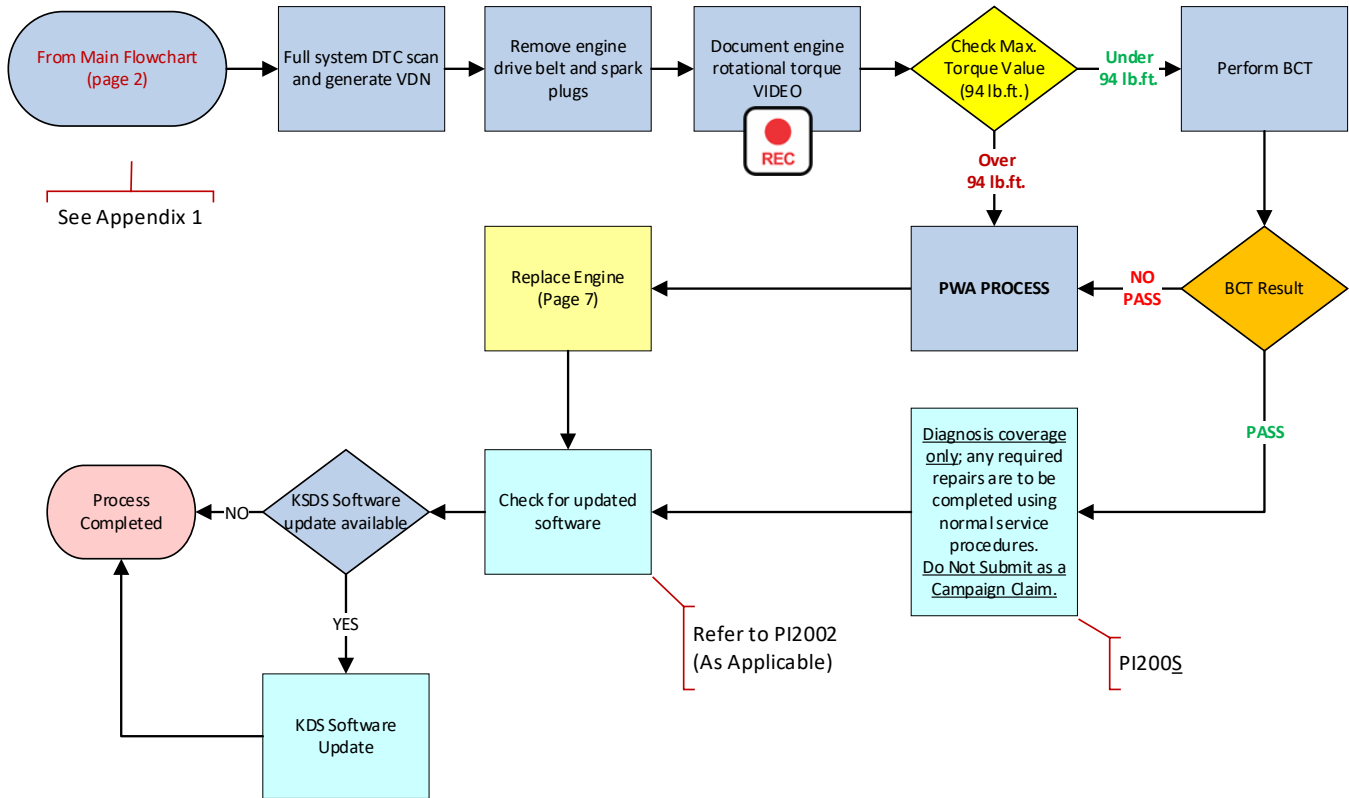 From Main Flowchart
(page 2)
Full system DTC scan
and generate VDN
Remove engine
drive belt and spark
plugs
Document engine
rotational torque
VIDEO
REC
Check Max.
Torque Value
(94 lb.ft.)
Under
94 lb.ft.
Perform BCT
Over
94 lb.ft.
See Appendix 1
Replace Engine
(Page 7)
PWA PROCESS
NO
PASS
BCT Result
PASS
Diagnosis coverage
only; any required
repairs are to be
completed using
normal service
procedures.
Do Not Submit as a
Campaign Claim.
Check for updated
software
KSDS Software
update available
NO
Process
Completed
YES
KDS Software
Update
Refer to PI2002
(As Applicable)
PI200S